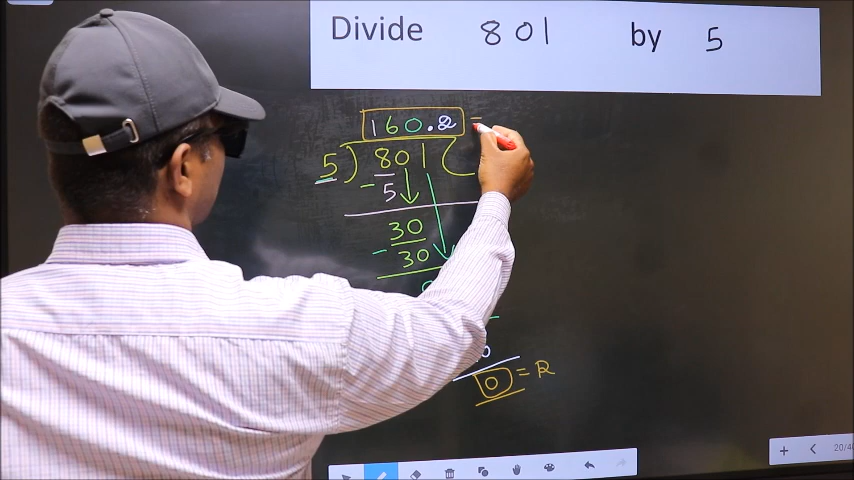 Divide 801 by 5
160.2 =
5 ) 801 (
- 5
30
- 30
0
0 = R
20/4